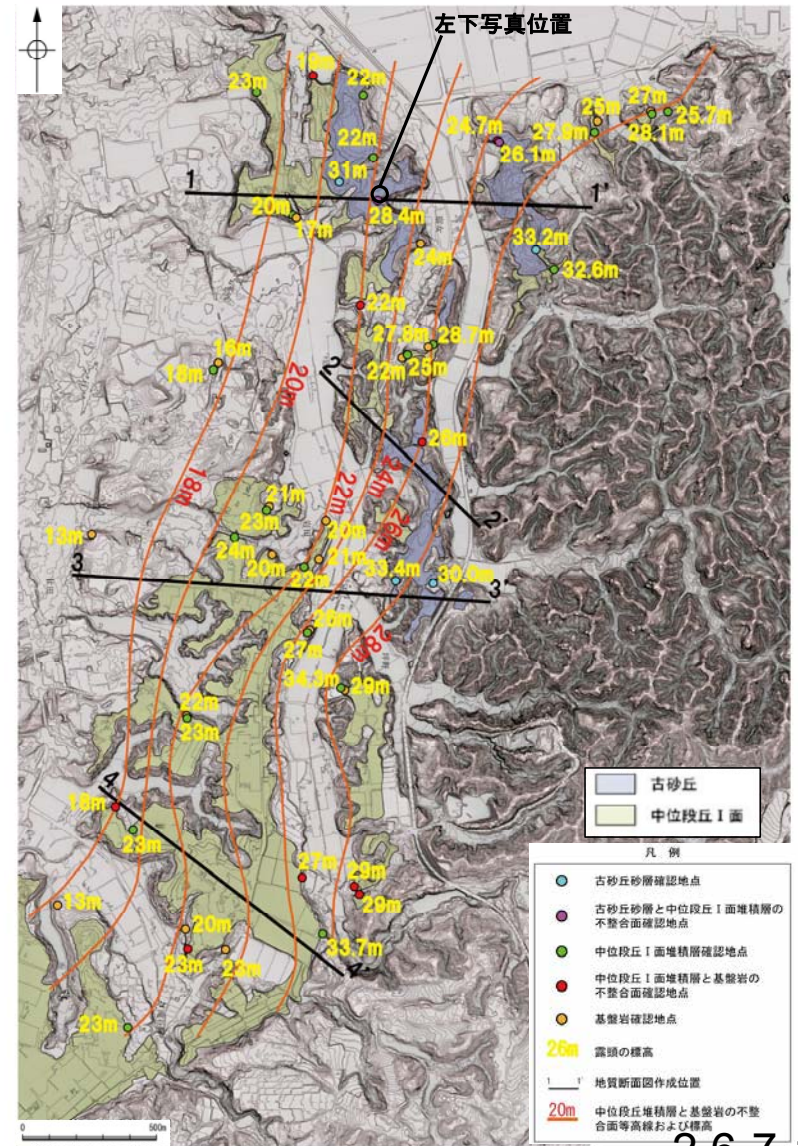 左下写真位置
19m
23m
22m
22m
31m
1
1'
20m
17m
28.4m
24m
24.7m
26.1m
25m
27m
27.9m
28.1m
25.7m
33.2m
32.6m
22m
27.8m
28.7m
22m
25m
16m
18m
20m
2
26m
18m
22m
24m
26m
2'
21m
23m
24m
13m
20m
20m
21m
22m
33.4m
30.0m
3
3'
26m
27m
28m
34.3m
29m
22m
23m
4
18m
23m
13m
27m
29m
29m
20m
23m
23m
33.7m
4'
23m
古砂丘
中位段丘Ⅰ面
凡 例
古砂丘砂層確認地点
古砂丘砂層と中位段丘Ⅰ面堆積層の
不整合面確認地点
中位段丘Ⅰ面堆積層確認地点
中位段丘Ⅰ面堆積層と基盤岩の
不整合面確認地点
基盤岩確認地点
26m 露頭の標高
1 1' 地質断面図作成位置
20m 中位段丘堆積層と基盤岩の不整
合面等高線および標高
0 500m